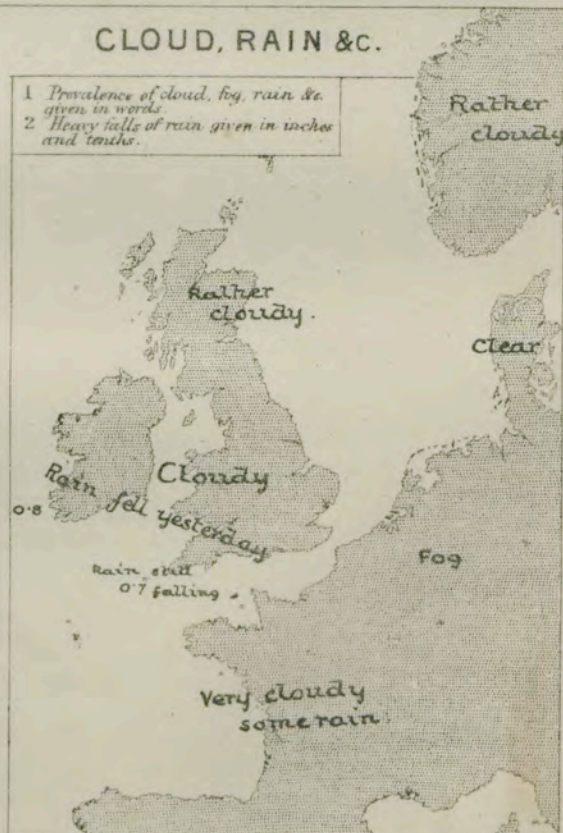 CLOUD, RAIN &c.
1 Prevalence of cloud, fog, rain &c.
given in words.
2 Heavy falls of rain given in inches
and tenths.
Rather
cloudy
Rather
cloudy.
Clear
Cloudy
Rain fell yesterday
0.8
Fog
Rain still
0.7 falling
Very cloudy
some rain.